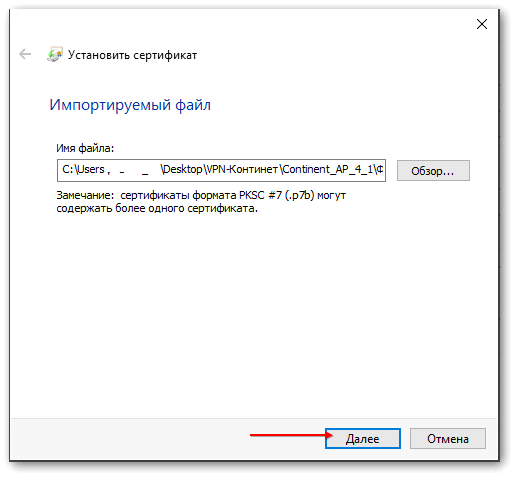 Установить сертификат
Импортируемый файл
Имя файла:
C:\Users , - _ \Desktop\VPN-Континет\Continent_AP_4_1\Ф
Обзор...
Замечание: сертификаты формата PKSC #7 (.p7b) могут
содержать более одного сертификата.
Далее
Отмена